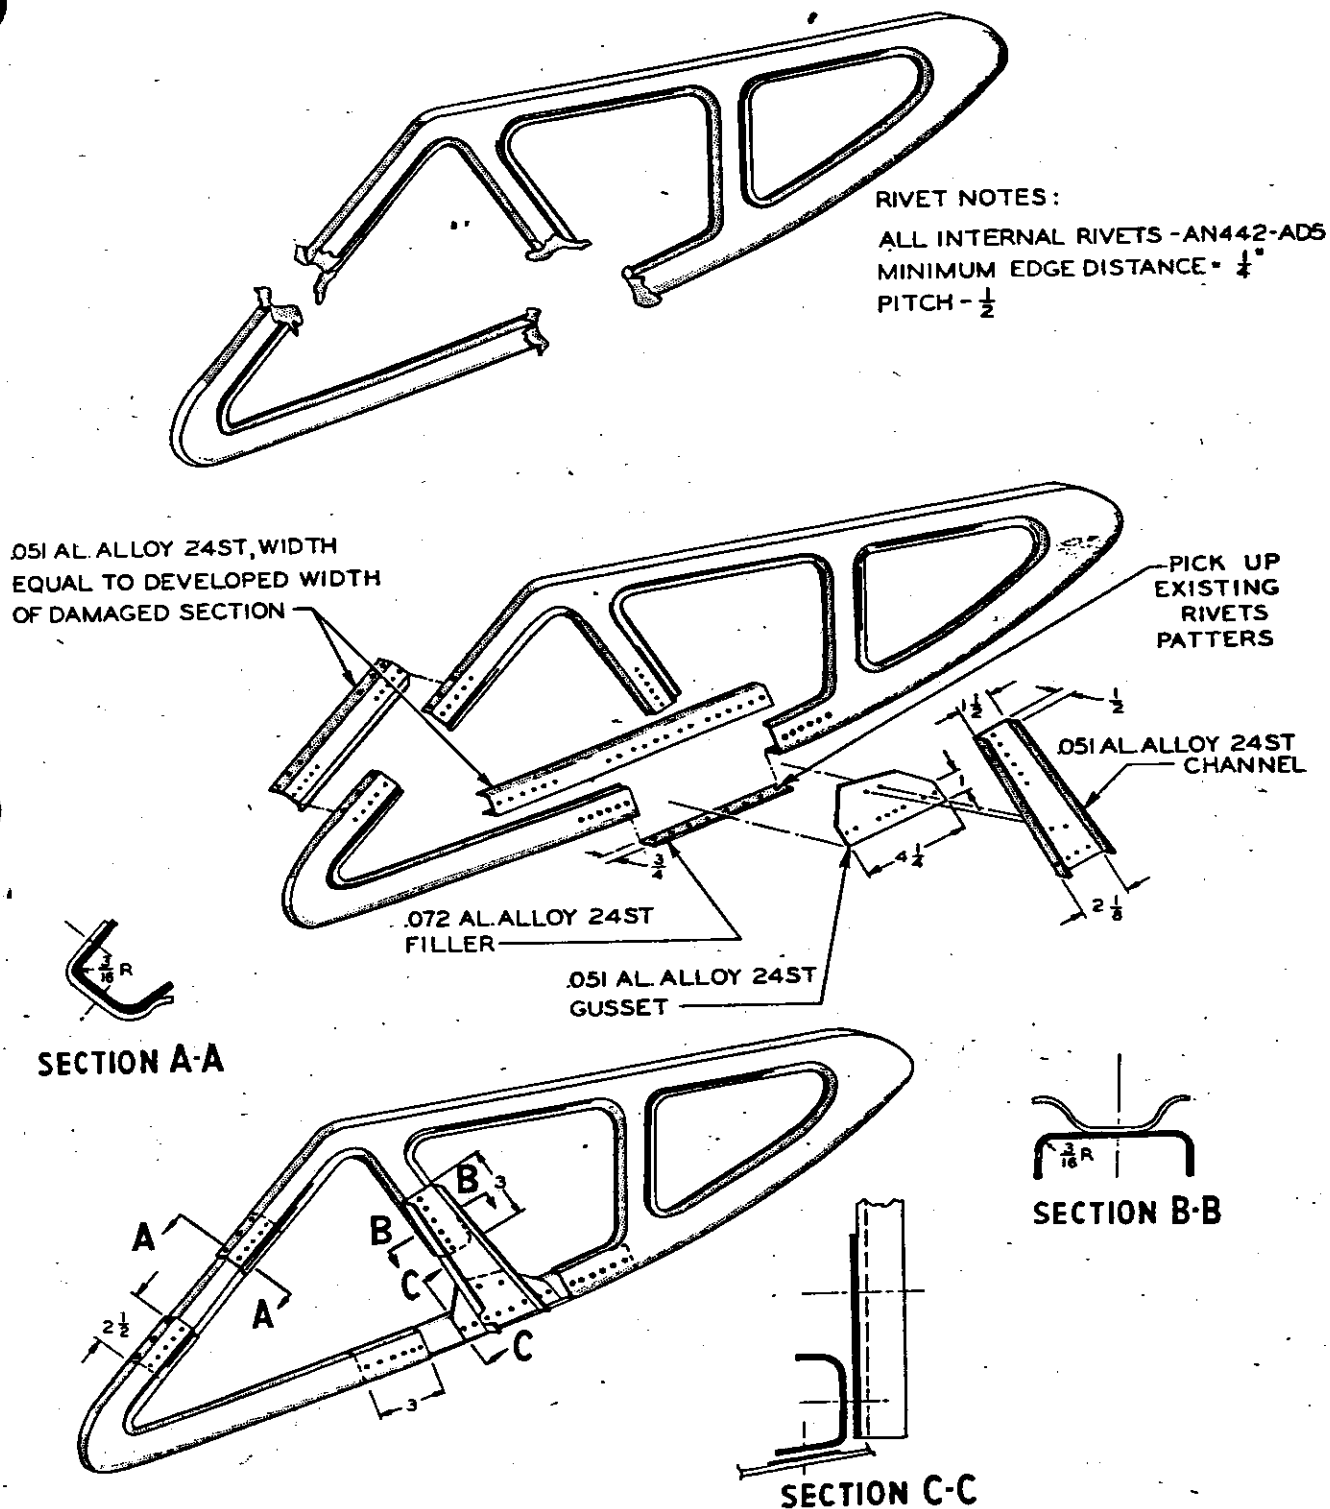 RIVET NOTES:
ALL INTERNAL RIVETS -AN442-AD5
MINIMUM EDGE DISTANCE= 1/4"
PITCH - 1/2
.051 AL. ALLOY 24ST, WIDTH
EQUAL TO DEVELOPED WIDTH
OF DAMAGED SECTION
PICK UP
EXISTING
RIVETS
PATTERS
1 1/2
1/2
.051 AL. ALLOY 24ST
CHANNEL
1
4 1/4
3/4
2 1/8
.072 AL. ALLOY 24ST
FILLER
.051 AL. ALLOY 24ST
GUSSET
3/16 R
SECTION A-A
B
3
B
A
C
A
2 1/2
C
3
3/16 R
SECTION B-B
SECTION C-C